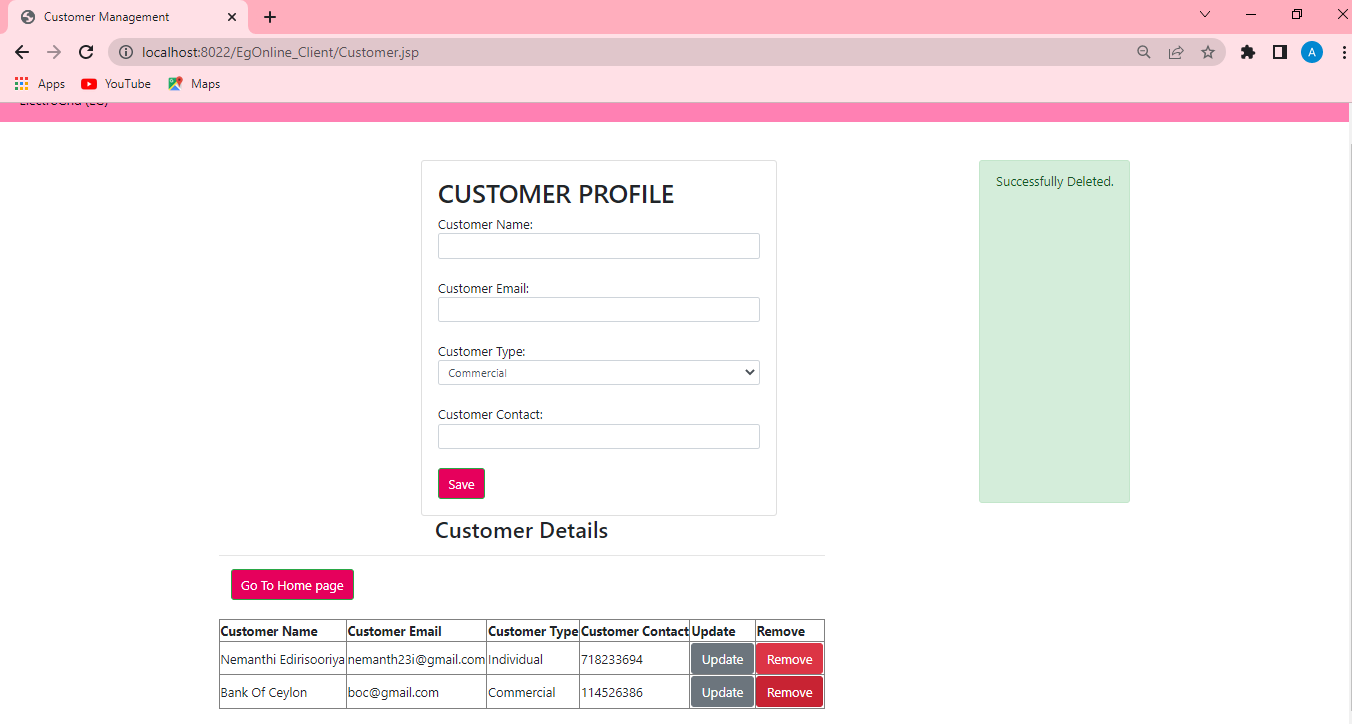 Customer Management
localhost:8022/EgOnline_Client/Customer.jsp
A
Apps YouTube Maps
ElectroGrid (EG)
CUSTOMER PROFILE
Customer Name:
Customer Email:
Customer Type:
Commercial
Customer Contact:
Save
Successfully Deleted.
Customer Details
Go To Home page
Customer Name Customer Email Customer Type Customer Contact Update Remove
Nemanthi Edirisooriya nemanth23i@gmail.com Individual 718233694 Update Remove
Bank Of Ceylon boc@gmail.com Commercial 114526386 Update Remove